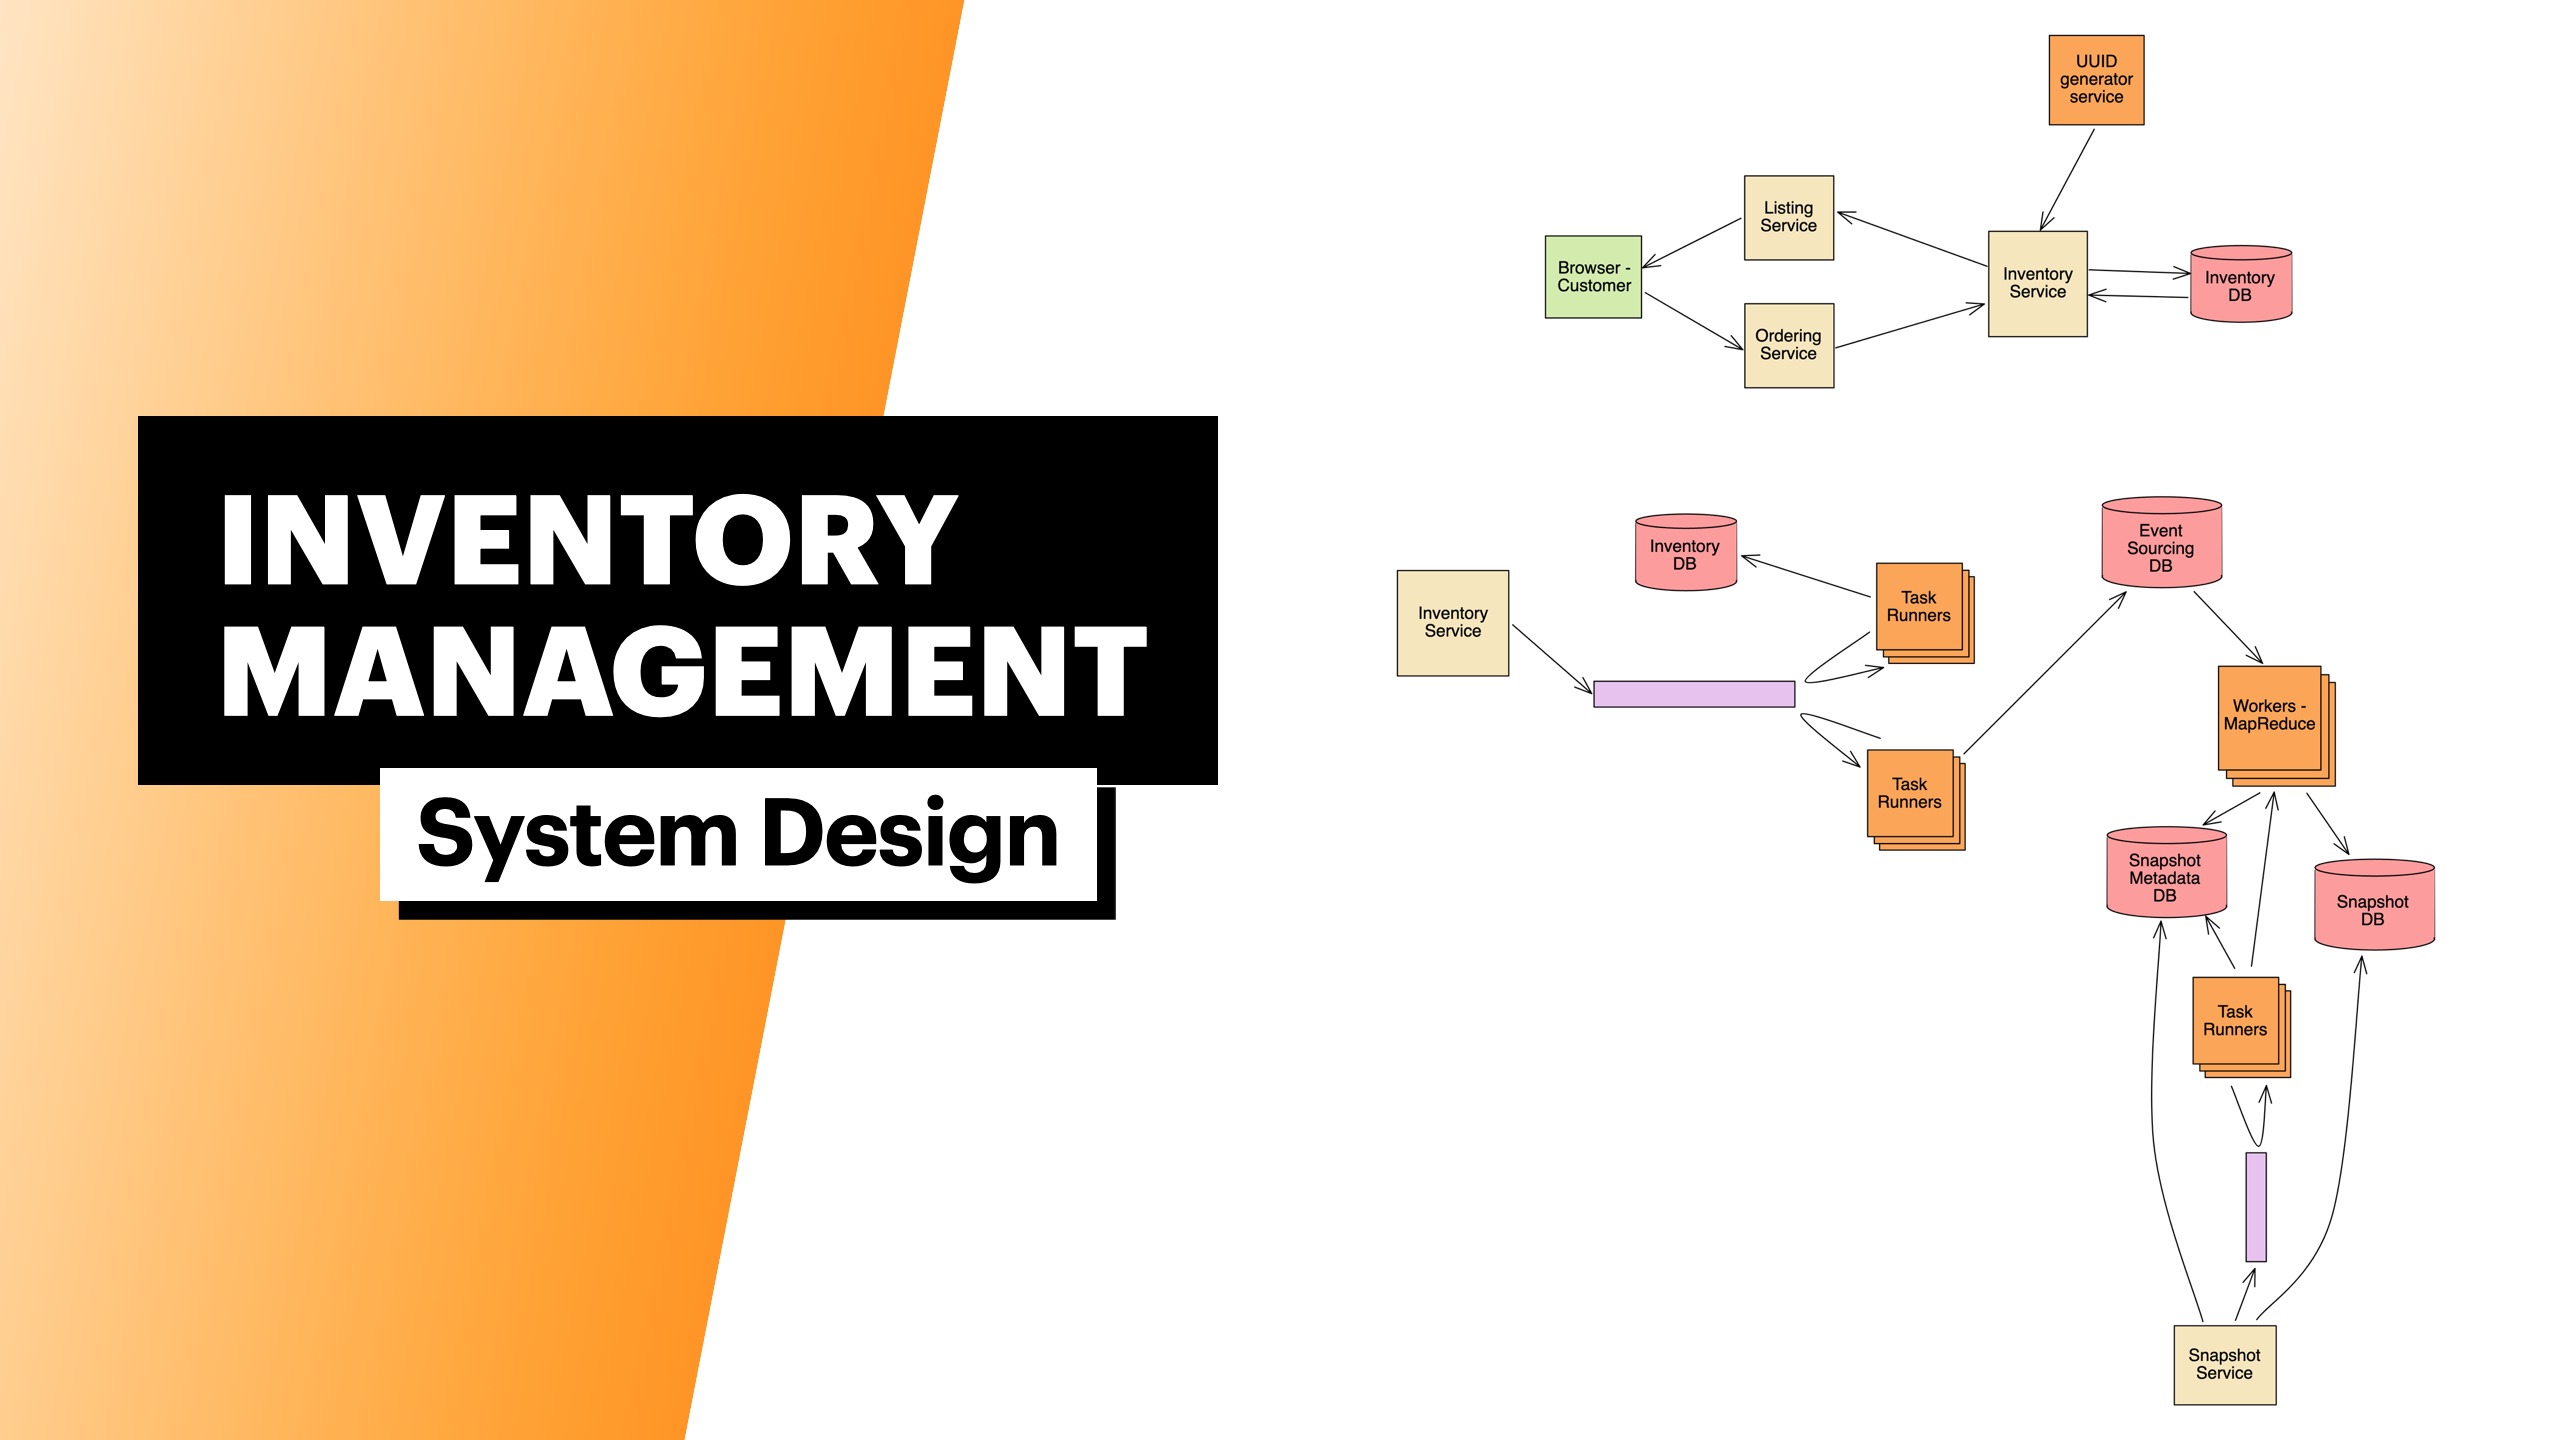 INVENTORY
MANAGEMENT
System Design
UUID
generator
service
Listing
Service
Browser -
Customer
Inventory
Service
Inventory
DB
Ordering
Service
Event
Sourcing
DB
Inventory
DB
Task
Runners
Inventory
Service
Workers -
MapReduce
Task
Runners
Snapshot
Metadata
DB
Snapshot
DB
Task
Runners
Snapshot
Service